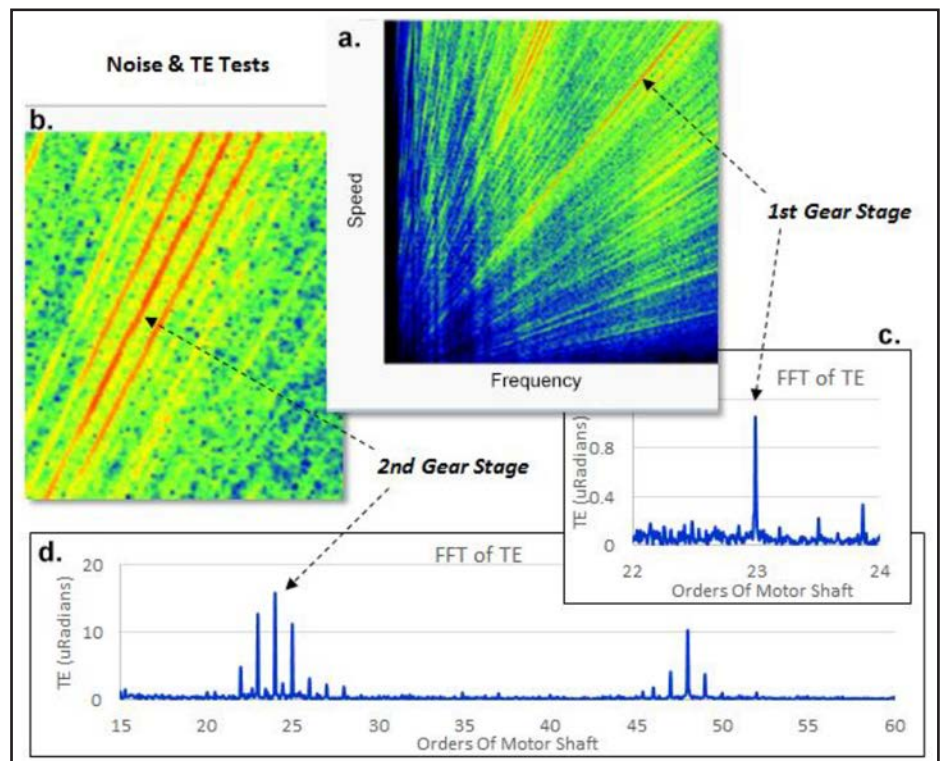 a.
Noise & TE Tests
b.
Speed
Frequency
1st Gear Stage
c.
FFT of TE
TE (uRadians)
0.8
0.4
0
22 23 24
Orders Of Motor Shaft
2nd Gear Stage
d.
FFT of TE
TE (uRadians)
20
10
0
15 20 25 30 35 40 45 50 55 60
Orders Of Motor Shaft